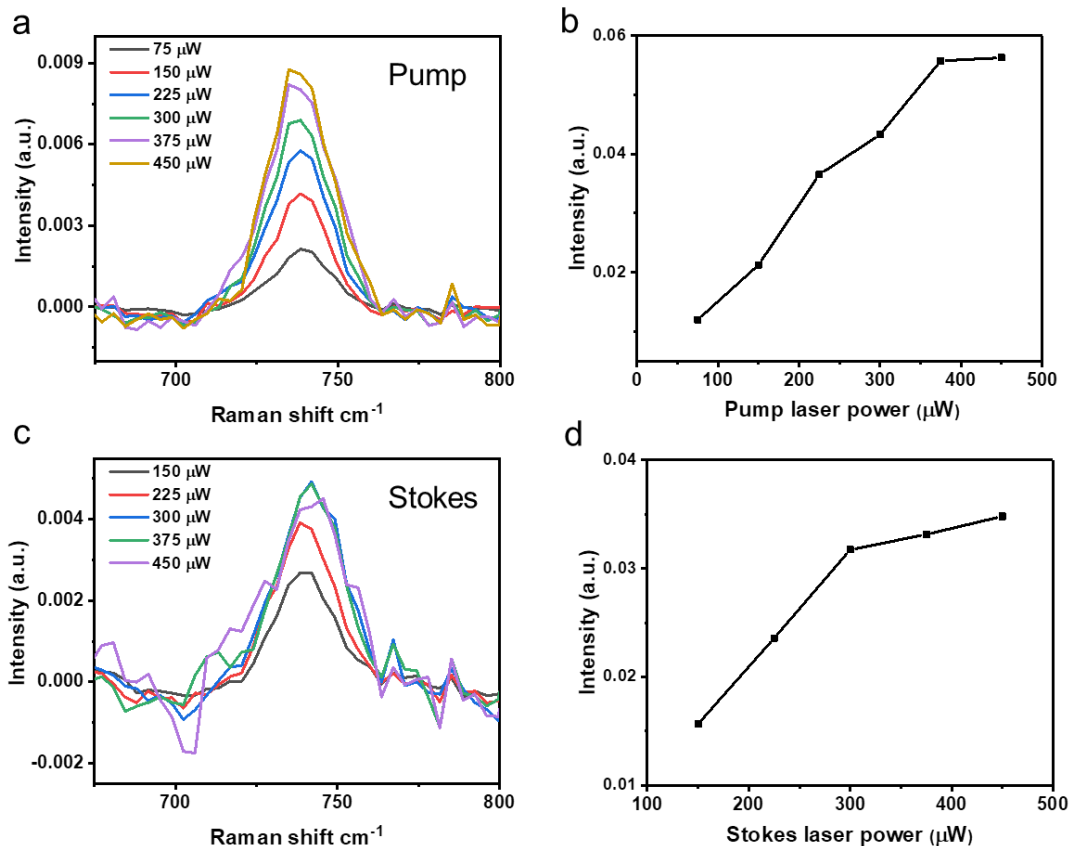 a
75 μW
150 μW
225 μW
300 μW
375 μW
450 μW
Pump
0.009
0.006
0.003
0.000
Intensity (a.u.)
700
750
800
Raman shift cm⁻¹
b
0.06
0.04
0.02
Intensity (a.u.)
0
100
200
300
400
500
Pump laser power (μW)
c
150 μW
225 μW
300 μW
375 μW
450 μW
Stokes
0.004
0.002
0.000
-0.002
Intensity (a.u.)
700
750
800
Raman shift cm⁻¹
d
0.04
0.03
0.02
0.01
Intensity (a.u.)
100
200
300
400
500
Stokes laser power (μW)